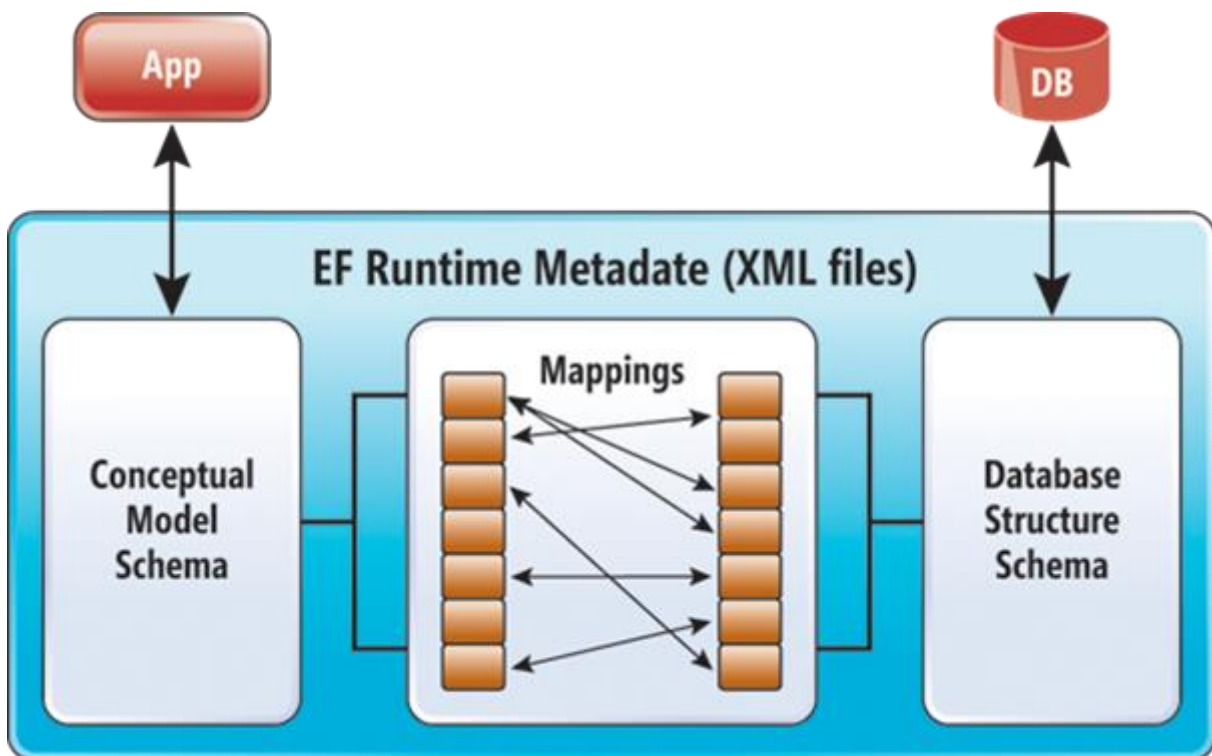 App
DB
EF Runtime Metadate (XML files)
Conceptual
Model
Schema
Mappings
Database
Structure
Schema